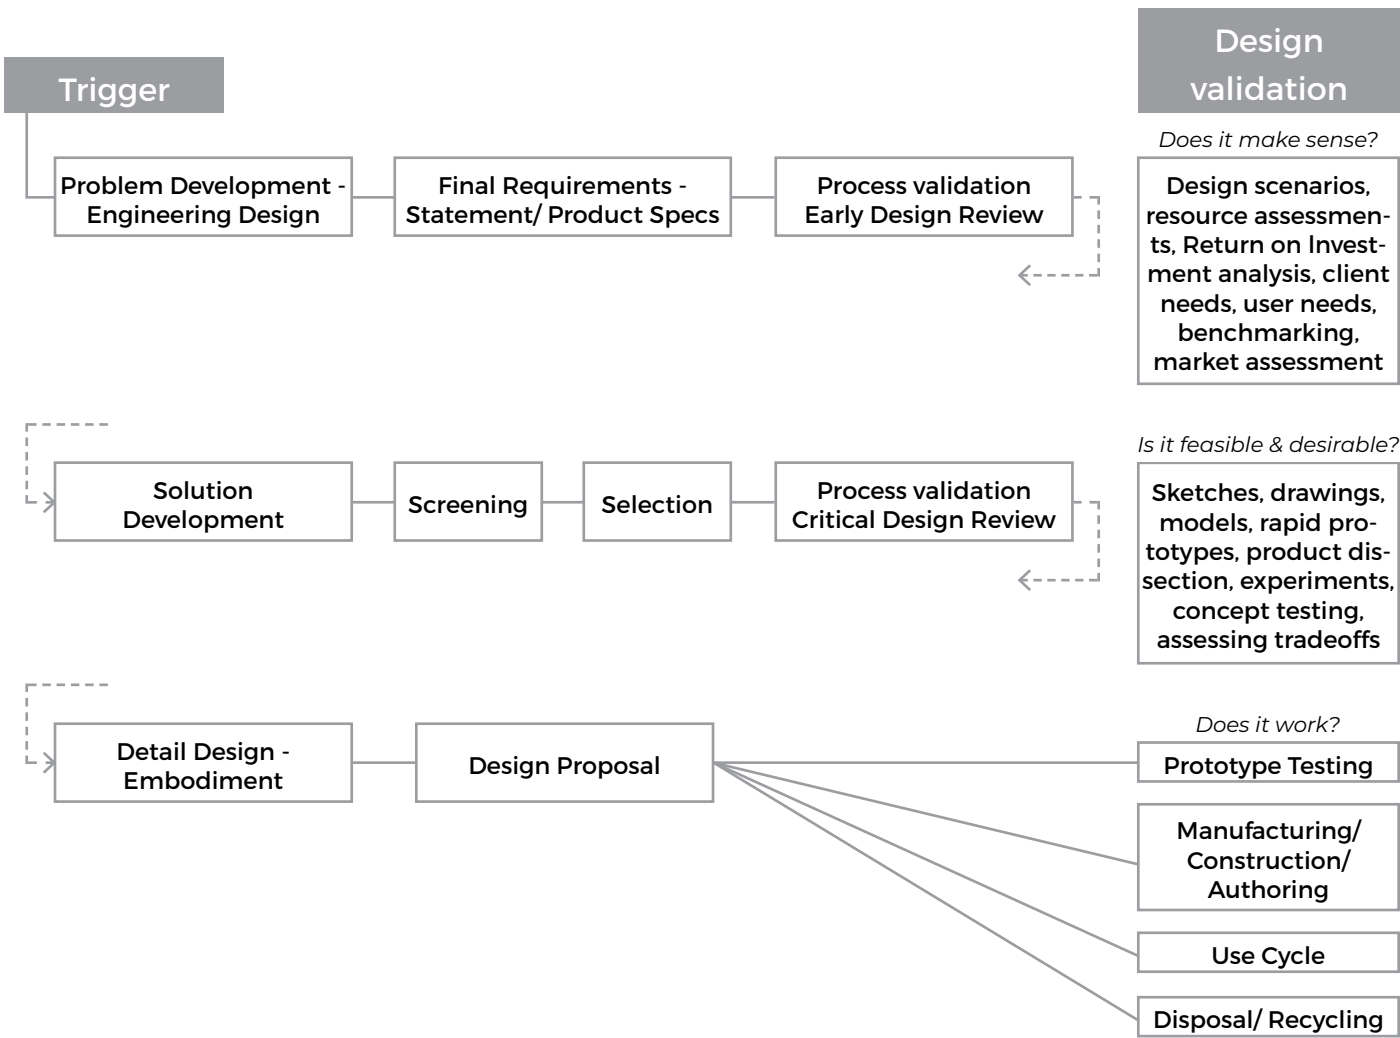 Trigger
Design
validation
Does it make sense?
Problem Development -
Engineering Design
Final Requirements -
Statement/ Product Specs
Process validation
Early Design Review
Design scenarios,
resource assessmen-
ts, Return on Invest-
ment analysis, client
needs, user needs,
benchmarking,
market assessment
Is it feasible & desirable?
Solution
Development
Screening
Selection
Process validation
Critical Design Review
Sketches, drawings,
models, rapid pro-
totypes, product dis-
section, experiments,
concept testing,
assessing tradeoffs
Does it work?
Detail Design -
Embodiment
Design Proposal
Prototype Testing
Manufacturing/
Construction/
Authoring
Use Cycle
Disposal/ Recycling